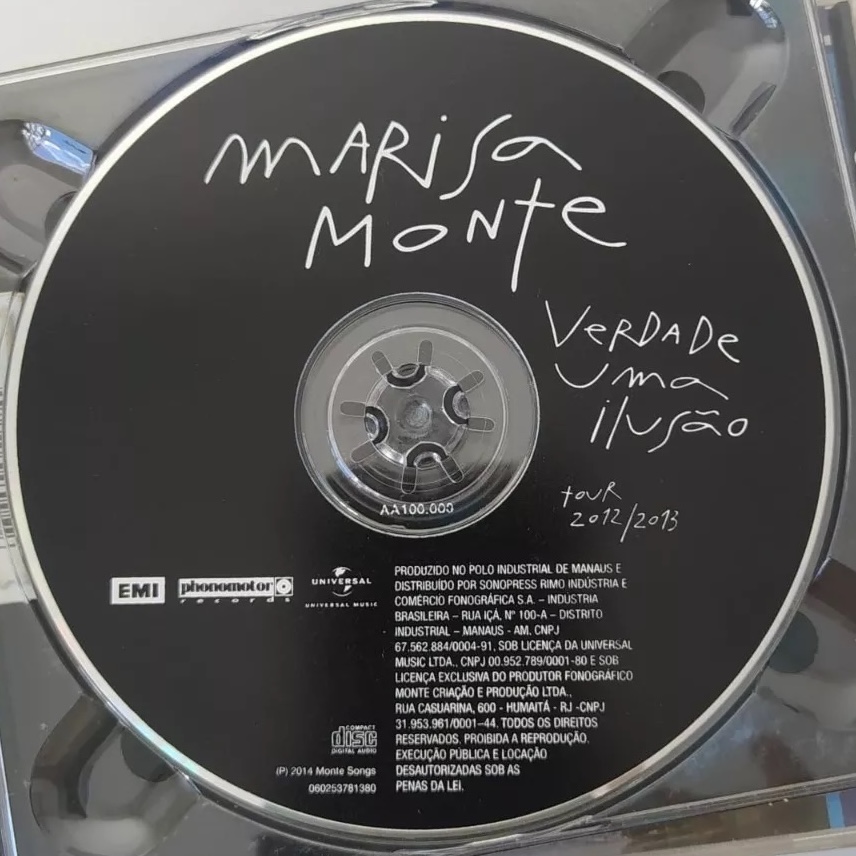 MARISA
MONTE
VERDADE
UMA
ILUSÃO
TOUR
2012/2013
AA100.000
EMI
phonomotor
records
UNIVERSAL
UNIVERSAL MUSIC
PRODUZIDO NO POLO INDUSTRIAL DE MANAUS E
DISTRIBUÍDO POR SONOPRESS RIMO INDÚSTRIA E
COMÉRCIO FONOGRÁFICA S.A. – INDÚSTRIA
BRASILEIRA – RUA IÇÁ, N° 100-A – DISTRITO
INDUSTRIAL – MANAUS - AM. CNPJ
67.562.884/0004-91, SOB LICENÇA DA UNIVERSAL
MUSIC LTDA., CNPJ 00.952.789/0001-80 E SOB
LICENÇA EXCLUSIVA DO PRODUTOR FONOGRÁFICO
MONTE CRIAÇÃO E PRODUÇÃO LTDA.,
RUA CASUARINA, 600 - HUMAITÁ - RJ -CNPJ
31.953.961/0001–44. TODOS OS DIREITOS
RESERVADOS. PROIBIDA A REPRODUÇÃO,
EXECUÇÃO PÚBLICA E LOCAÇÃO
DESAUTORIZADAS SOB AS
PENAS DA LEI.
COMPACT
disc
DIGITAL AUDIO
(P) 2014 Monte Songs
060253781380